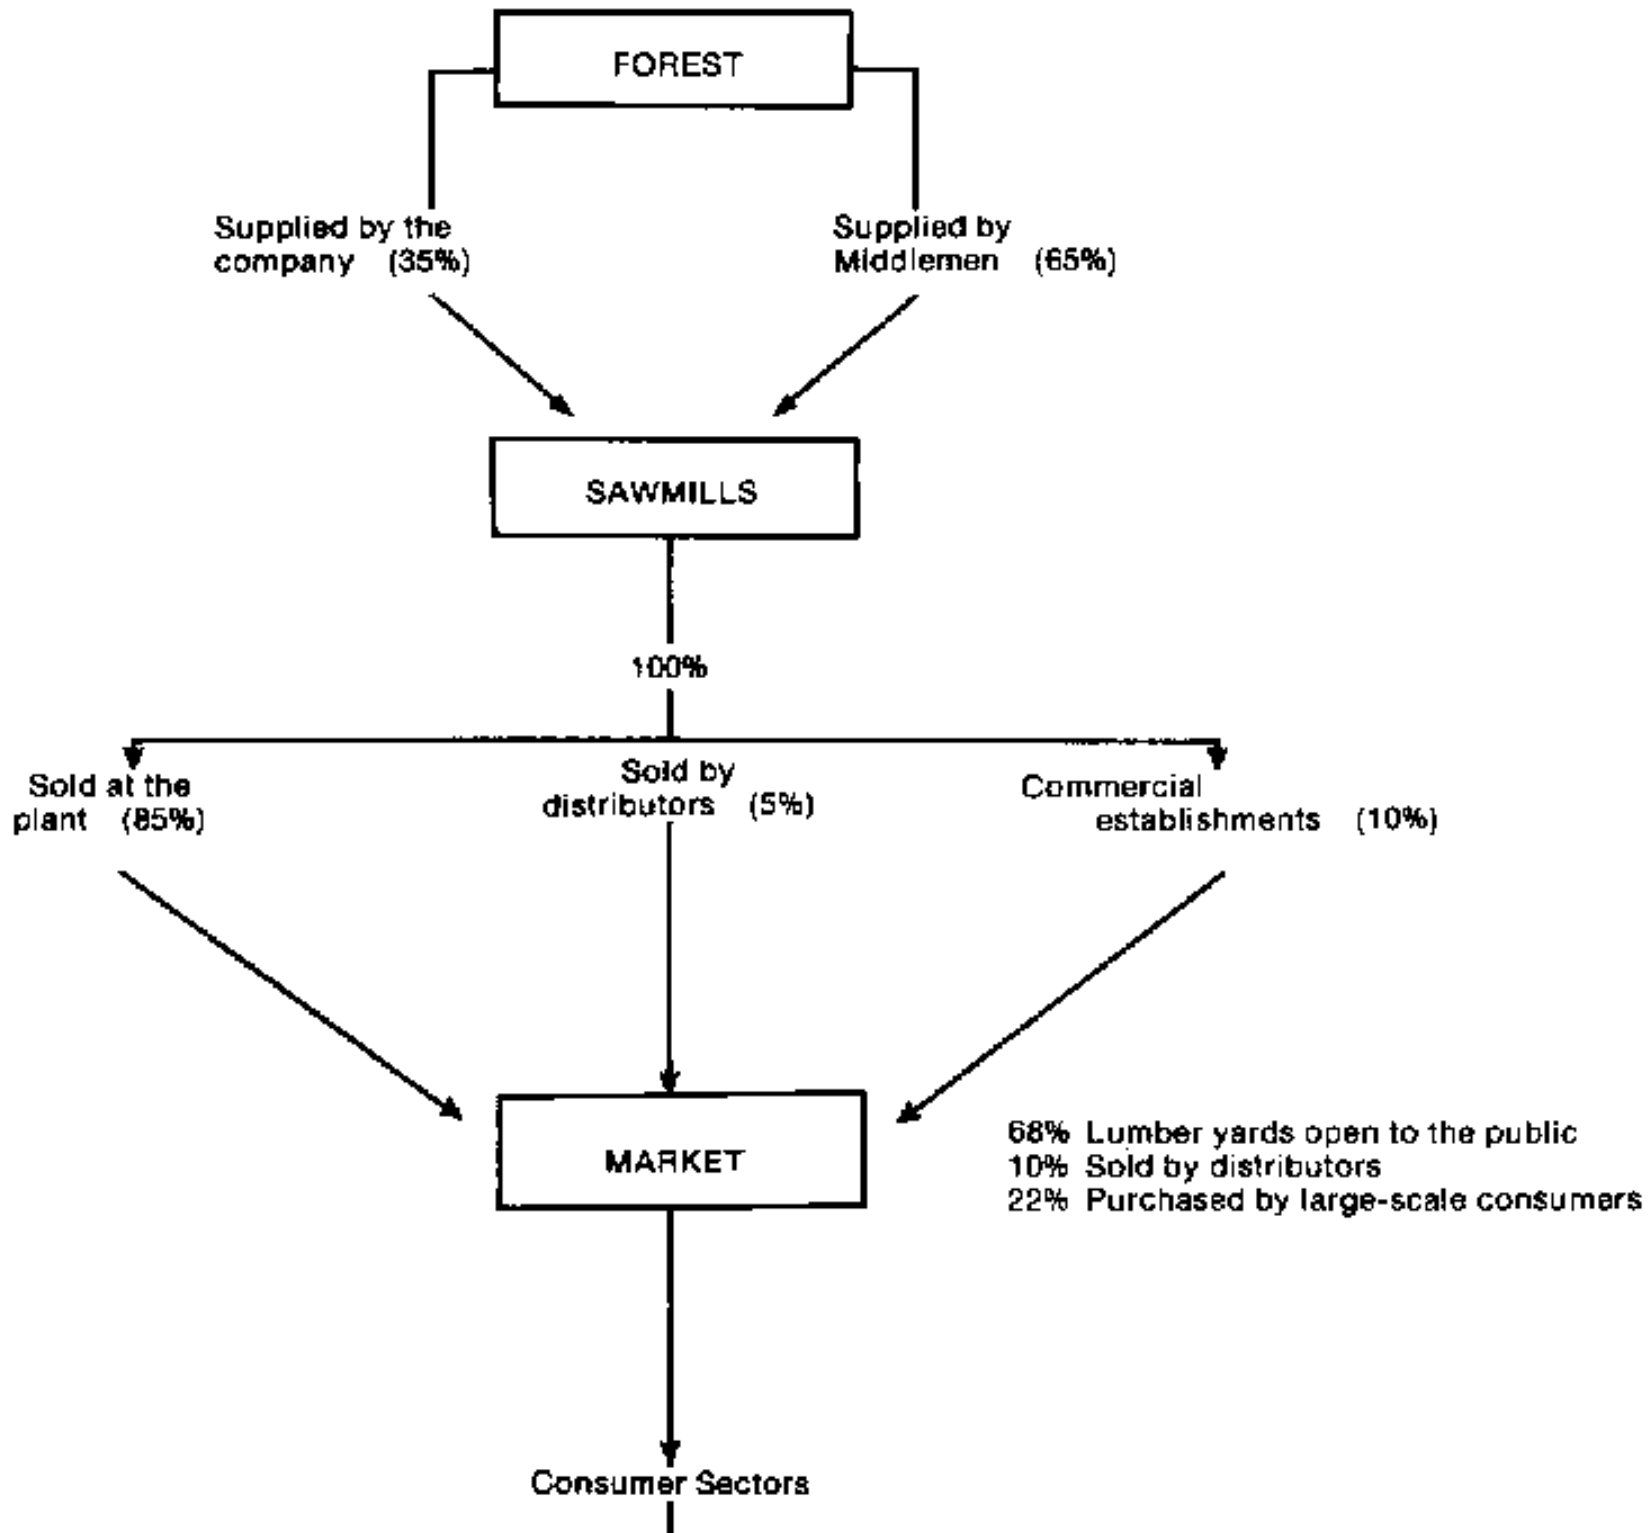 FOREST
Supplied by the
company (35%)
Supplied by
Middlemen (65%)
SAWMILLS
100%
Sold at the
plant (85%)
Sold by
distributors (5%)
Commercial
establishments (10%)
MARKET
68% Lumber yards open to the public
10% Sold by distributors
22% Purchased by large-scale consumers
Consumer Sectors